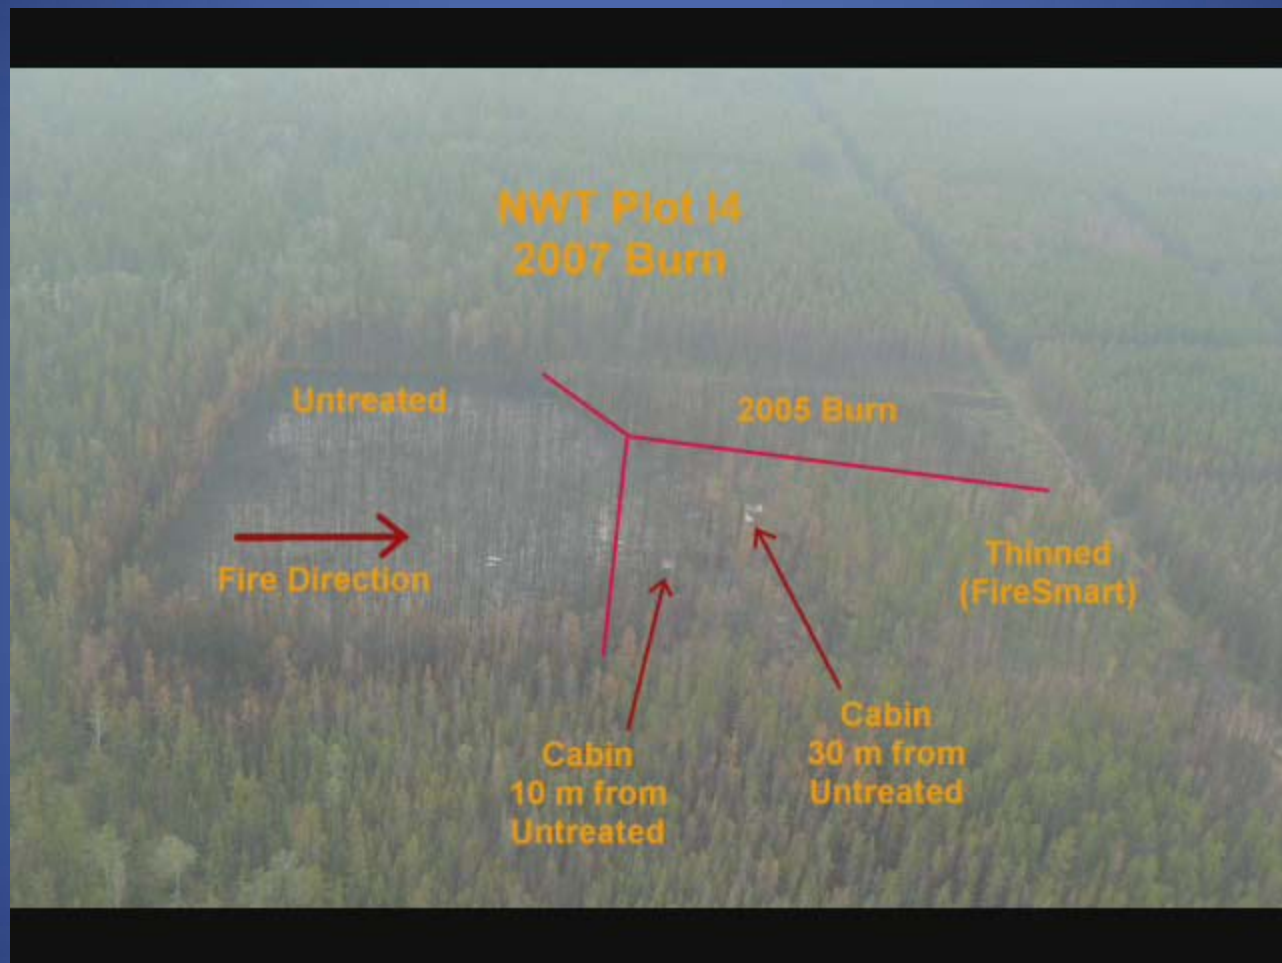 NWT Plot I4
2007 Burn
Untreated
2005 Burn
Fire Direction
Thinned
(FireSmart)
Cabin
10 m from
Untreated
Cabin
30 m from
Untreated